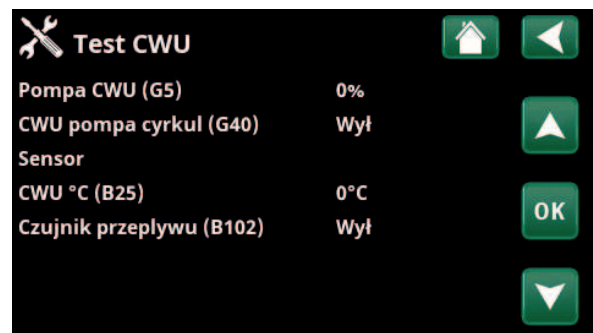 Test CWU
Pompa CWU (G5) 0%
CWU pompa cyrkul (G40) Wył
Sensor
CWU °C (B25) 0°C
OK
Czujnik przeplywu (B102) Wył